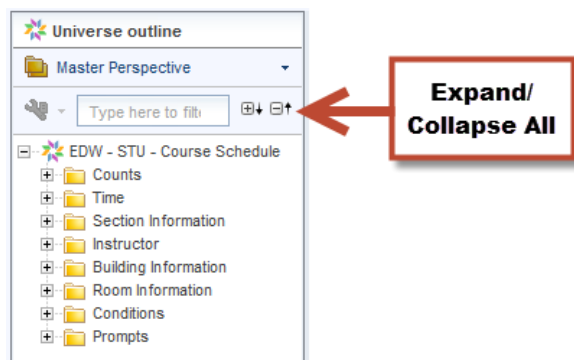 Universe outline
Master Perspective
Type here to filt
Expand/
Collapse All
EDW - STU - Course Schedule
Counts
Time
Section Information
Instructor
Building Information
Room Information
Conditions
Prompts